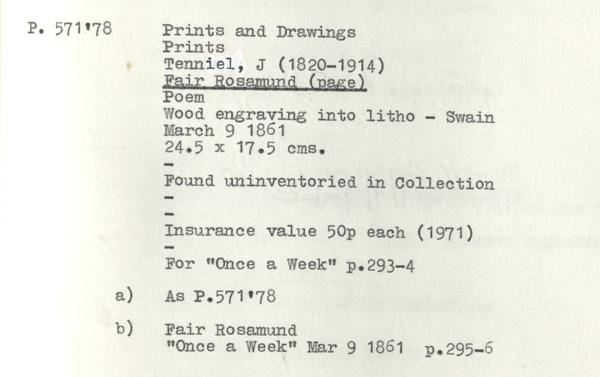 P. 571'78 Prints and Drawings
Prints
Tenniel, J (1820-1914)
Fair Rosamund (page)
Poem
Wood engraving into litho - Swain
March 9 1861
24.5 x 17.5 cms.
-
Found uninventoried in Collection
-
-
Insurance value 50p each (1971)
-
For "Once a Week" p.293-4
a) As P.571'78
b) Fair Rosamund
"Once a Week" Mar 9 1861 p.295-6